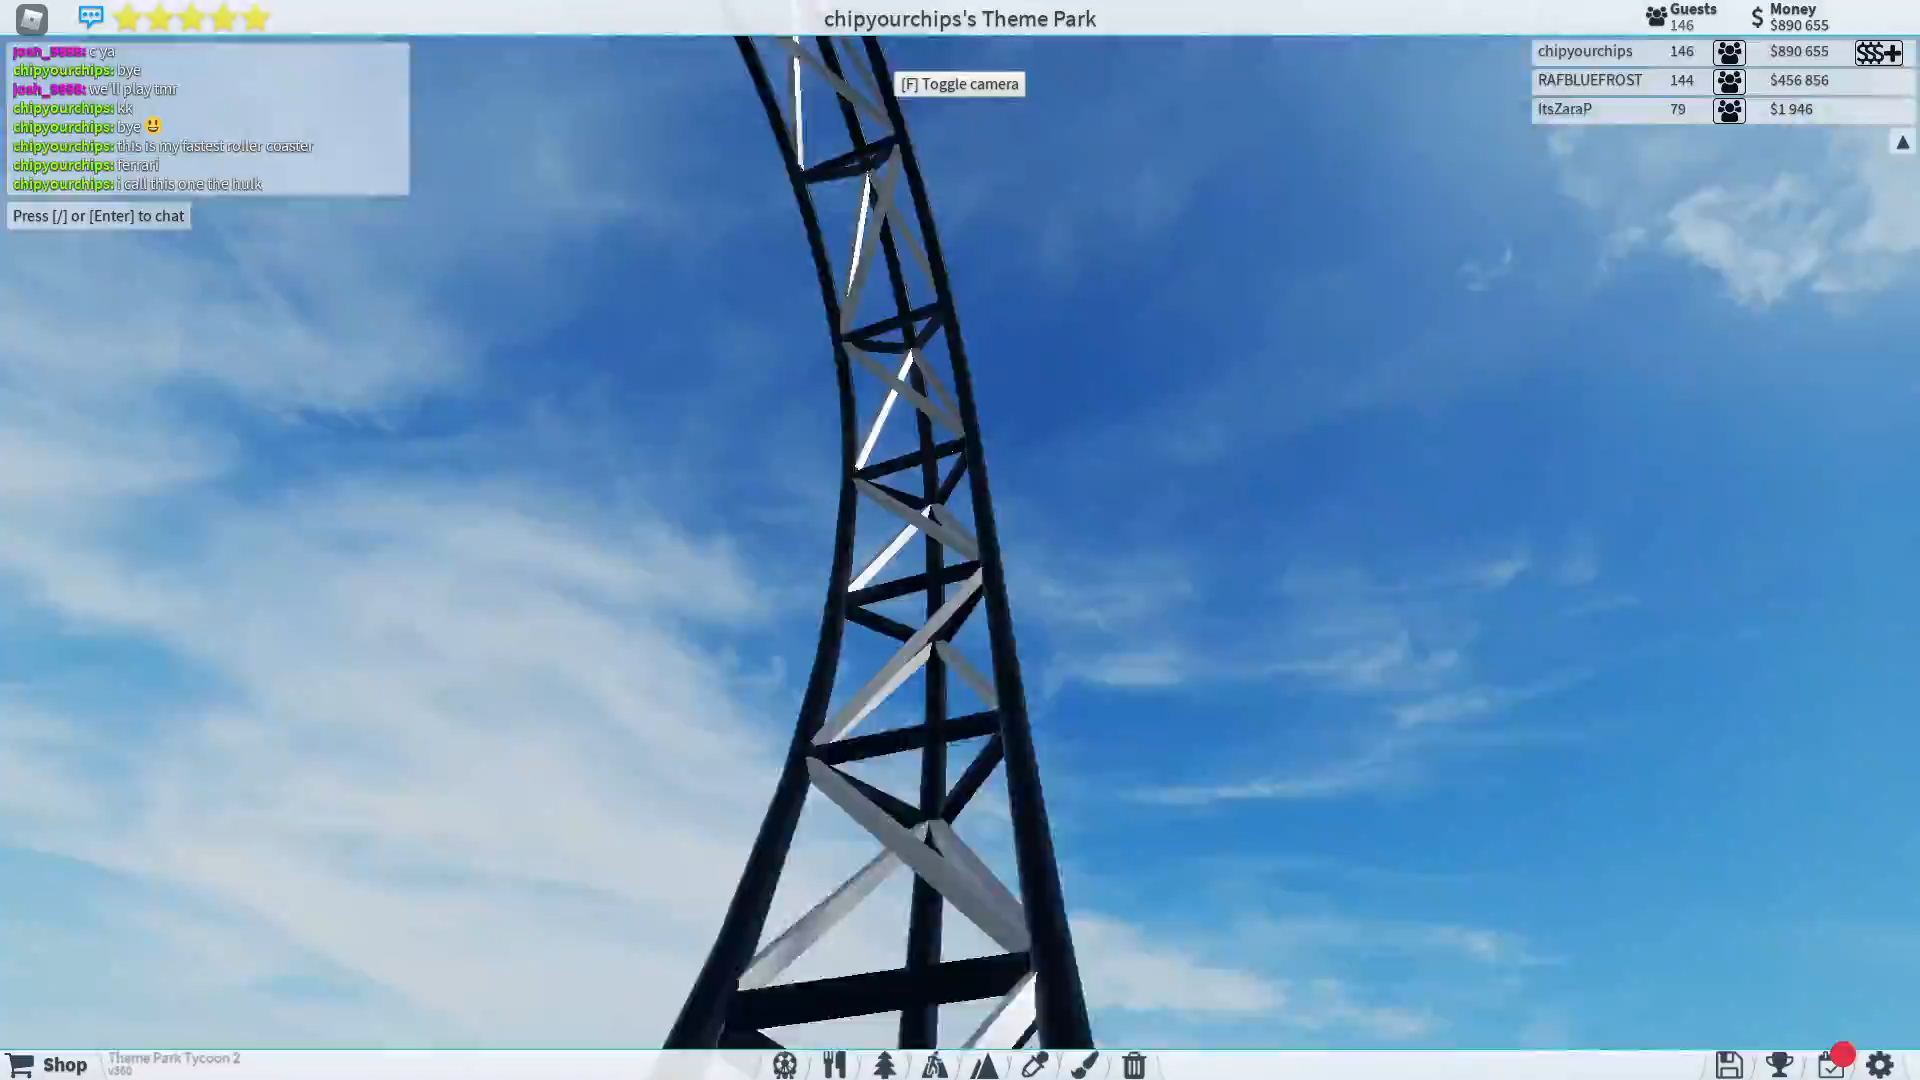 chipyourchips's Theme Park
Guests
146
Money
$890 655
josh_5656: c ya
chipyourchips: bye
josh_5656: we'll play tmr
chipyourchips: kk
chipyourchips: bye
chipyourchips: this is my fastest roller coaster
chipyourchips: ferrari
chipyourchips: i call this one the hulk
Press [/] or [Enter] to chat
[F] Toggle camera
chipyourchips 146 $890 655 $$$+
RAFBLUEFROST 144 $456 856
ItsZaraP 79 $1 946
Shop
Theme Park Tycoon 2
v360